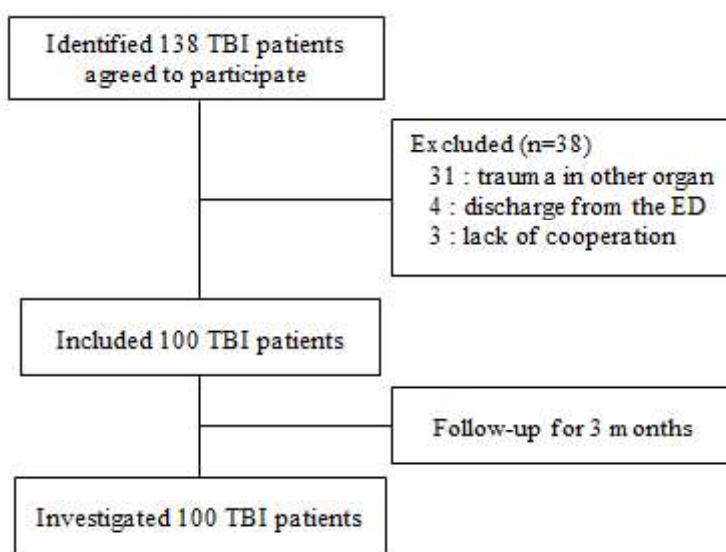 Identified 138 TBI patients
agreed to participate
Excluded (n=38)
31 : trauma in other organ
4 : discharge from the ED
3 : lack of cooperation
Included 100 TBI patients
Follow-up for 3 months
Investigated 100 TBI patients